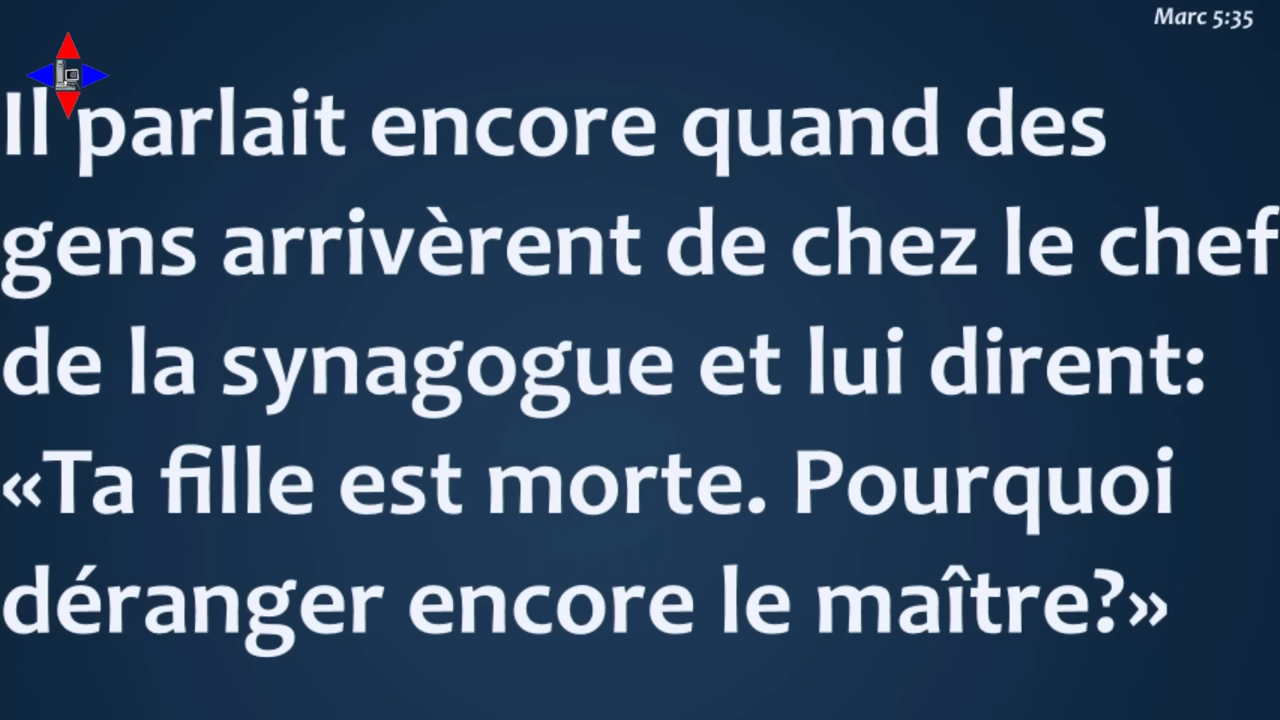 Marc 5:35
Il parlait encore quand des
gens arrivèrent de chez le chef
de la synagogue et lui dirent:
«Ta fille est morte. Pourquoi
déranger encore le maître?»